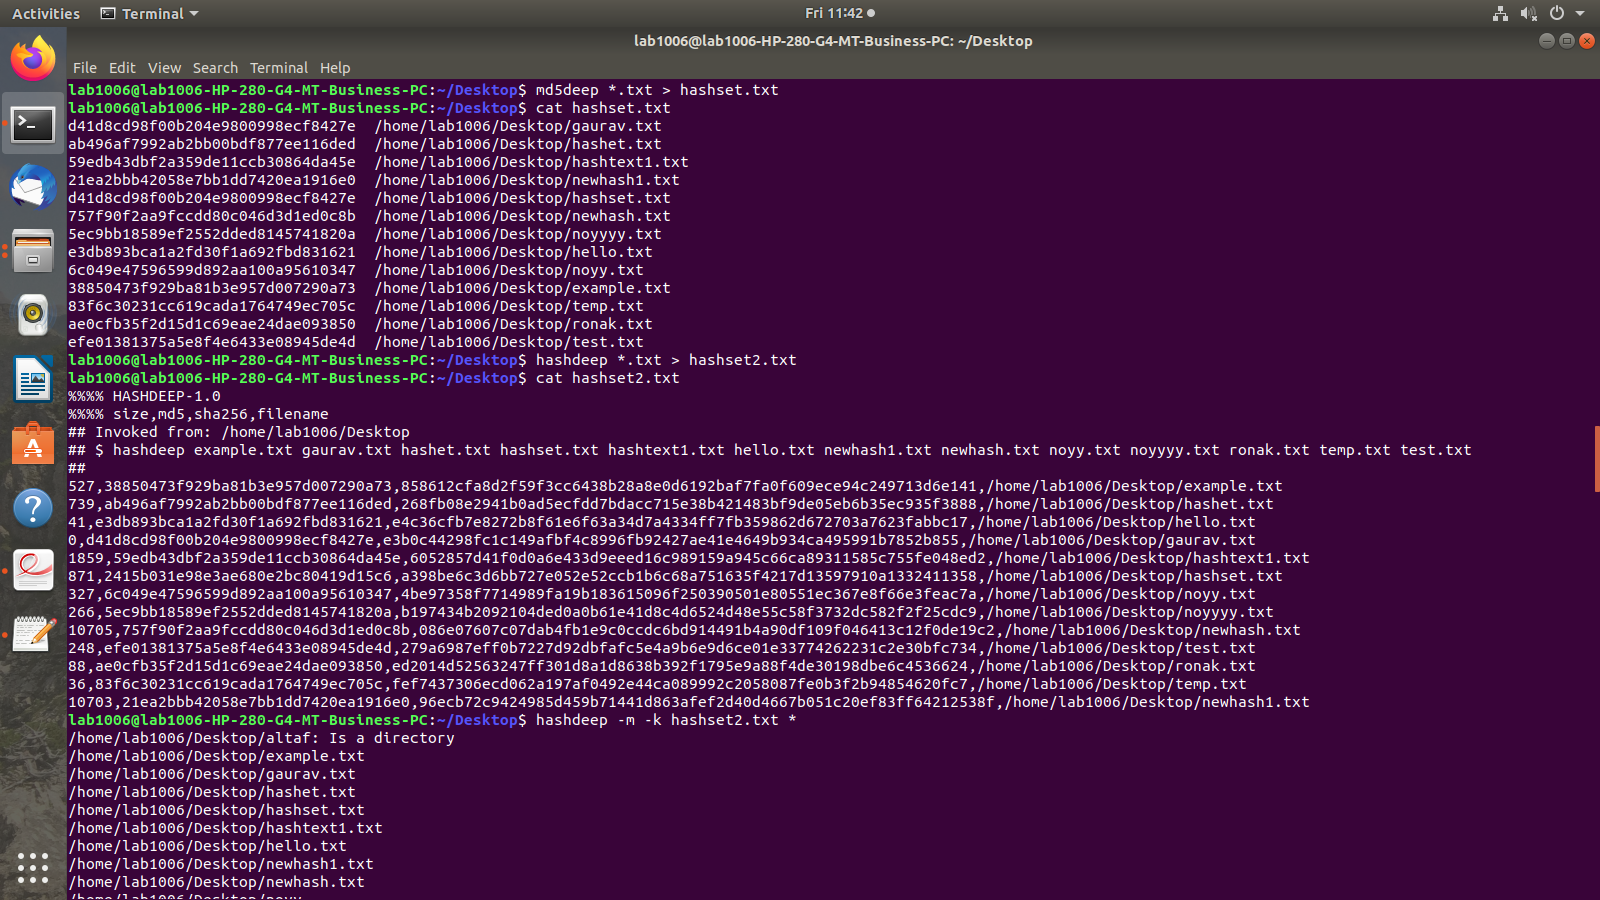 Activities Terminal Fri 11:42
lab1006@lab1006-HP-280-G4-MT-Business-PC: ~/Desktop
File Edit View Search Terminal Help
lab1006@lab1006-HP-280-G4-MT-Business-PC:~/Desktop$ md5deep *.txt > hashset.txt
lab1006@lab1006-HP-280-G4-MT-Business-PC:~/Desktop$ cat hashset.txt
d41d8cd98f00b204e9800998ecf8427e  /home/lab1006/Desktop/gaurav.txt
ab496af7992ab2bb00bdf877ee116ded  /home/lab1006/Desktop/hashet.txt
59edb43dbf2a359de11ccb30864da45e  /home/lab1006/Desktop/hashtext1.txt
21ea2bbb42058e7bb1dd7420ea1916e0  /home/lab1006/Desktop/newhash1.txt
d41d8cd98f00b204e9800998ecf8427e  /home/lab1006/Desktop/hashset.txt
757f90f2aa9fccdd80c046d3d1ed0c8b  /home/lab1006/Desktop/newhash.txt
5ec9bb18589ef2552dded8145741820a  /home/lab1006/Desktop/noyyyy.txt
e3db893bca1a2fd30f1a692fbd831621  /home/lab1006/Desktop/hello.txt
6c049e47596599d892aa100a95610347  /home/lab1006/Desktop/noyy.txt
38850473f929ba81b3e957d007290a73  /home/lab1006/Desktop/example.txt
83f6c30231cc619cada1764749ec705c  /home/lab1006/Desktop/temp.txt
ae0cfb35f2d15d1c69eae24dae093850  /home/lab1006/Desktop/ronak.txt
efe01381375a5e8f4e6433e08945de4d  /home/lab1006/Desktop/test.txt
lab1006@lab1006-HP-280-G4-MT-Business-PC:~/Desktop$ hashdeep *.txt > hashset2.txt
lab1006@lab1006-HP-280-G4-MT-Business-PC:~/Desktop$ cat hashset2.txt
%%%% HASHDEEP-1.0
%%%% size,md5,sha256,filename
## Invoked from: /home/lab1006/Desktop
## $ hashdeep example.txt gaurav.txt hashet.txt hashset.txt hashtext1.txt hello.txt newhash1.txt newhash.txt noyy.txt noyyyy.txt ronak.txt temp.txt test.txt
##
527,38850473f929ba81b3e957d007290a73,858612cfa8d2f59f3cc6438b28a8e0d6192baf7fa0f609ece94c249713d6e141,/home/lab1006/Desktop/example.txt
739,ab496af7992ab2bb00bdf877ee116ded,268fb08e2941b0ad5ecfdd7bdacc715e38b421483bf9de05eb6b35ec935f3888,/home/lab1006/Desktop/hashet.txt
41,e3db893bca1a2fd30f1a692fbd831621,e4c36cfb7e8272b8f61e6f63a34d7a4334ff7fb359862d672703a7623fabbc17,/home/lab1006/Desktop/hello.txt
0,d41d8cd98f00b204e9800998ecf8427e,e3b0c44298fc1c149afbf4c8996fb92427ae41e4649b934ca495991b7852b855,/home/lab1006/Desktop/gaurav.txt
1859,59edb43dbf2a359de11ccb30864da45e,6052857d41f0d0a6e433d9eeed16c989159a945c66ca89311585c755fe048ed2,/home/lab1006/Desktop/hashtext1.txt
871,2415b031e98e3ae680e2bc80419d15c6,a398be6c3d6bb727e052e52ccb1b6c68a751635f4217d13597910a1332411358,/home/lab1006/Desktop/hashset.txt
327,6c049e47596599d892aa100a95610347,4be97358f7714989fa19b183615096f250390501e80551ec367e8f66e3feac7a,/home/lab1006/Desktop/noyy.txt
266,5ec9bb18589ef2552dded8145741820a,b197434b2092104ded0a0b61e41d8c4d6524d48e55c58f3732dc582f2f25cdc9,/home/lab1006/Desktop/noyyyy.txt
10705,757f90f2aa9fccdd80c046d3d1ed0c8b,086e07607c07dab4fb1e9c0ccdc6bd914491b4a90df109f046413c12f0de19c2,/home/lab1006/Desktop/newhash.txt
248,efe01381375a5e8f4e6433e08945de4d,279a6987eff0b7227d92dbfafc5e4a9b6e9d6ce01e33774262231c2e30bfc734,/home/lab1006/Desktop/test.txt
88,ae0cfb35f2d15d1c69eae24dae093850,ed2014d52563247ff301d8a1d8638b392f1795e9a88f4de30198dbe6c4536624,/home/lab1006/Desktop/ronak.txt
36,83f6c30231cc619cada1764749ec705c,fef7437306ecd062a197af0492e44ca089992c2058087fe0b3f2b94854620fc7,/home/lab1006/Desktop/temp.txt
10703,21ea2bbb42058e7bb1dd7420ea1916e0,96ecb72c9424985d459b71441d863afef2d40d4667b051c20ef83ff64212538f,/home/lab1006/Desktop/newhash1.txt
lab1006@lab1006-HP-280-G4-MT-Business-PC:~/Desktop$ hashdeep -m -k hashset2.txt *
/home/lab1006/Desktop/altaf: Is a directory
/home/lab1006/Desktop/example.txt
/home/lab1006/Desktop/gaurav.txt
/home/lab1006/Desktop/hashet.txt
/home/lab1006/Desktop/hashset.txt
/home/lab1006/Desktop/hashtext1.txt
/home/lab1006/Desktop/hello.txt
/home/lab1006/Desktop/newhash1.txt
/home/lab1006/Desktop/newhash.txt